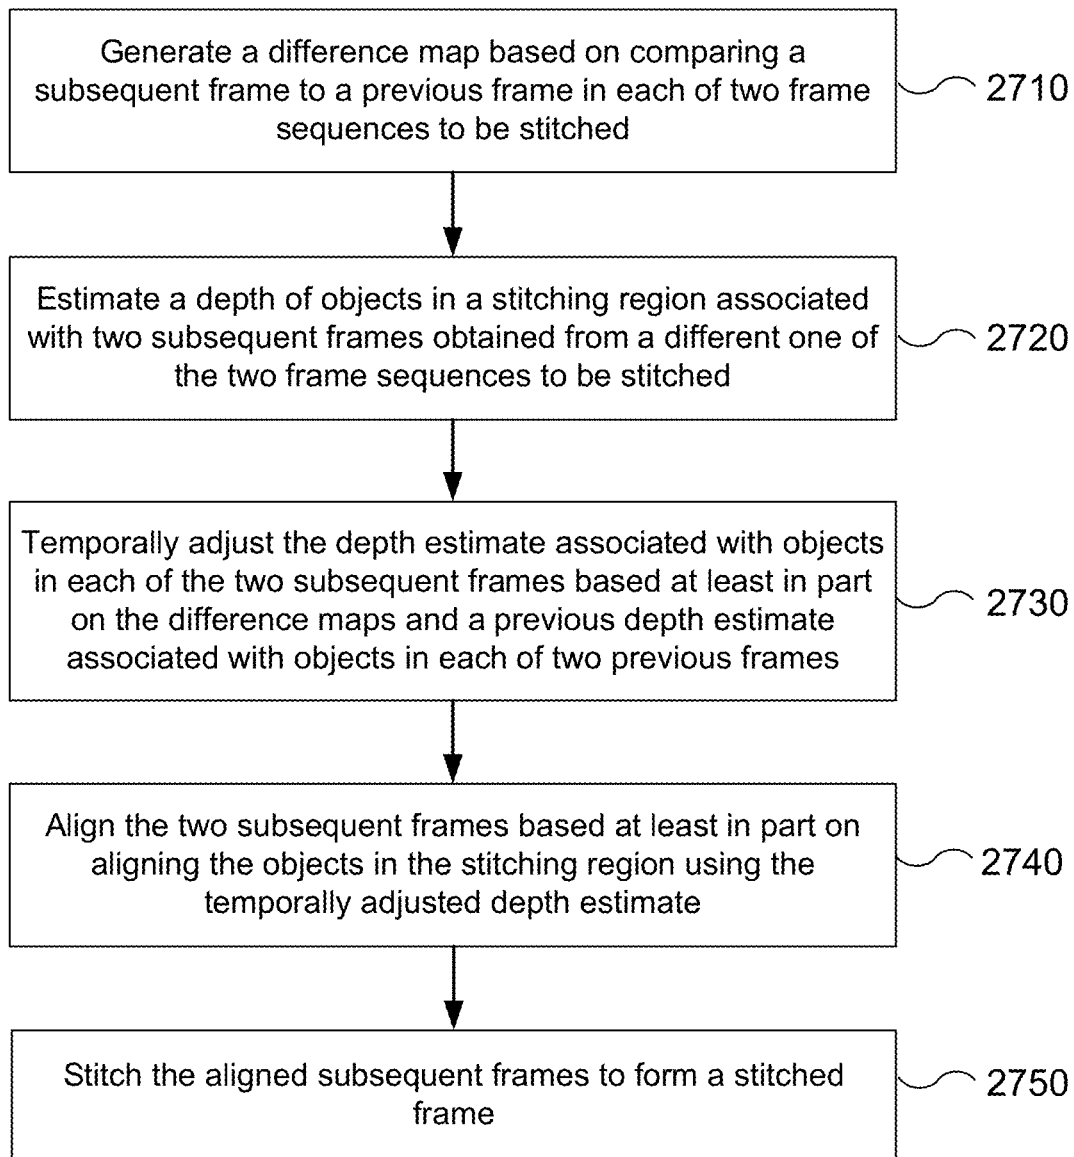 Generate a difference map based on comparing a
subsequent frame to a previous frame in each of two frame
sequences to be stitched
2710
Estimate a depth of objects in a stitching region associated
with two subsequent frames obtained from a different one of
the two frame sequences to be stitched
2720
Temporally adjust the depth estimate associated with objects
in each of the two subsequent frames based at least in part
on the difference maps and a previous depth estimate
associated with objects in each of two previous frames
2730
Align the two subsequent frames based at least in part on
aligning the objects in the stitching region using the
temporally adjusted depth estimate
2740
Stitch the aligned subsequent frames to form a stitched
frame
2750